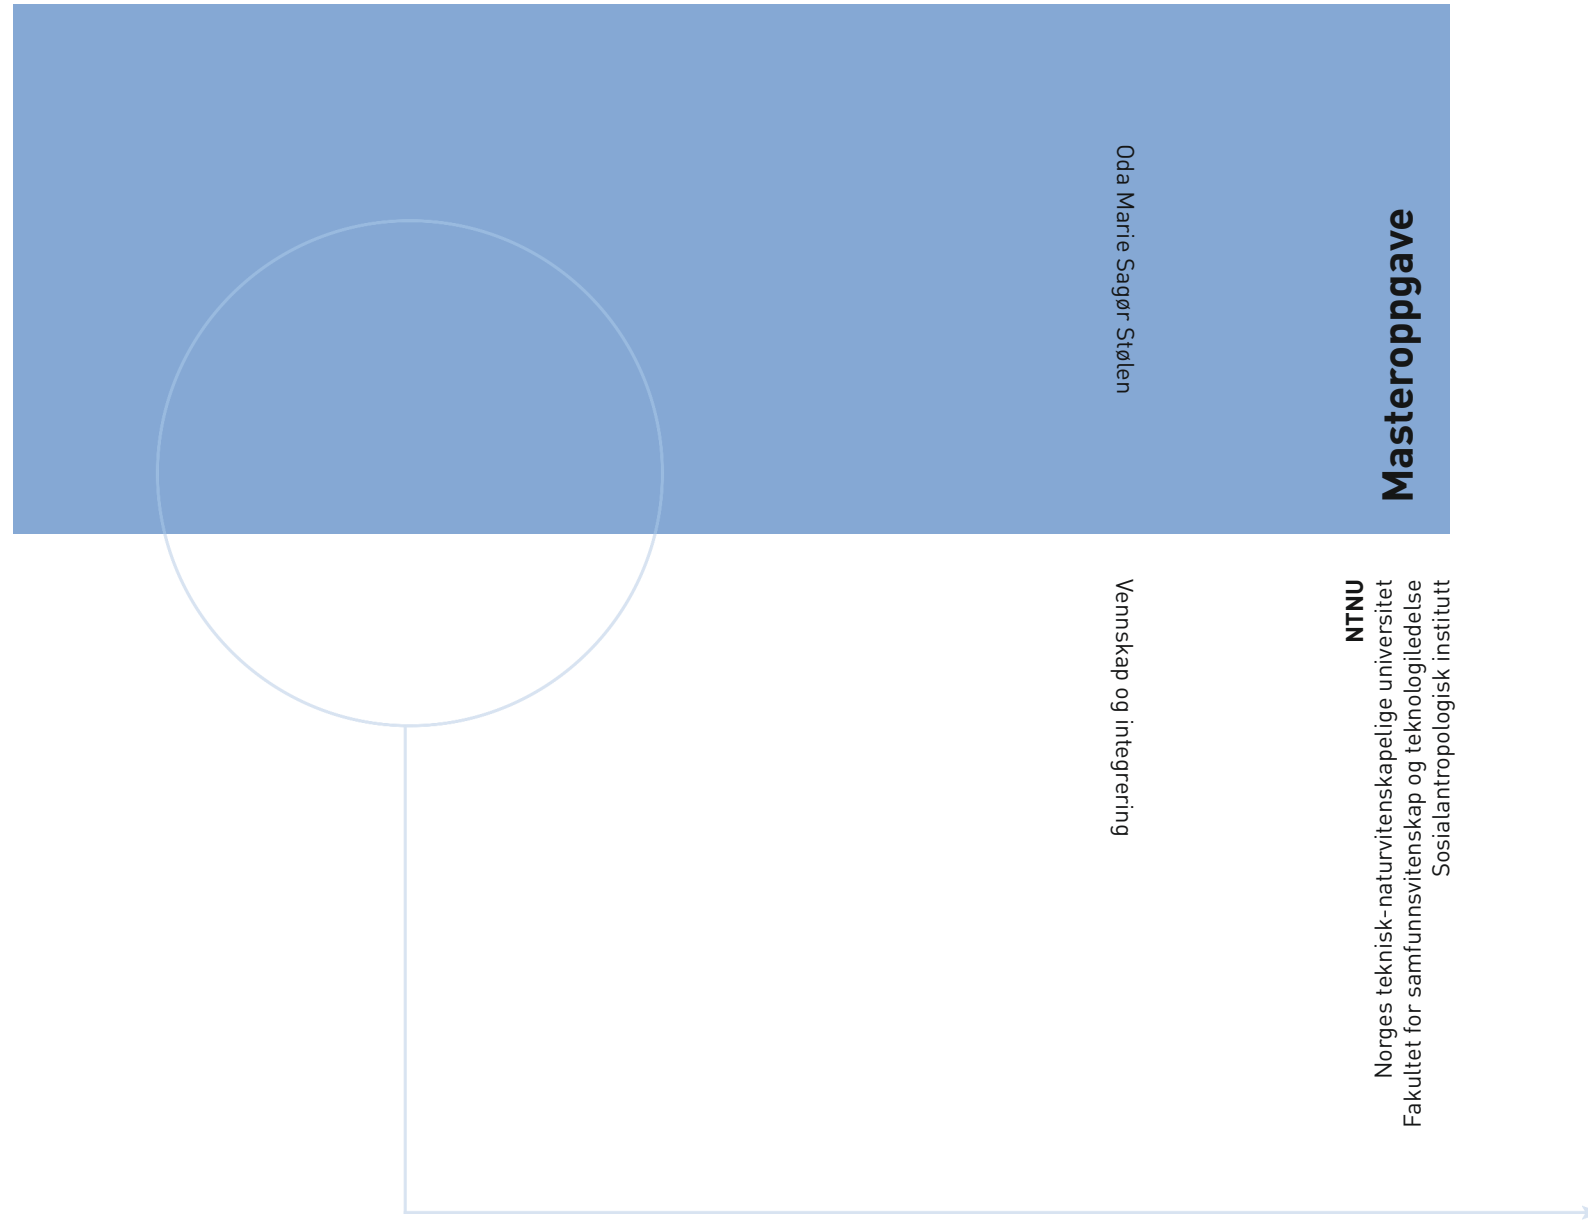 Oda Marie Sagør Stølen
Vennskap og integrering
Masteroppgave
NTNU
Norges teknisk-naturvitenskapelige universitet
Fakultet for samfunnsvitenskap og teknologiledelse
Sosialantropologisk institutt